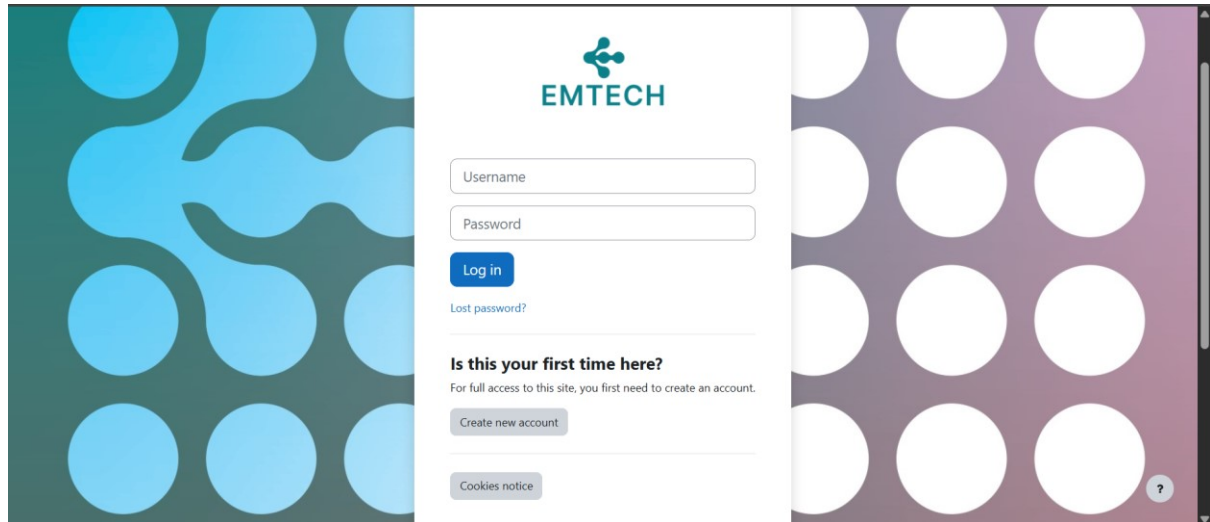 EMTECH
Username
Password
Log in
Lost password?
Is this your first time here?
For full access to this site, you first need to create an account.
Create new account
Cookies notice
?